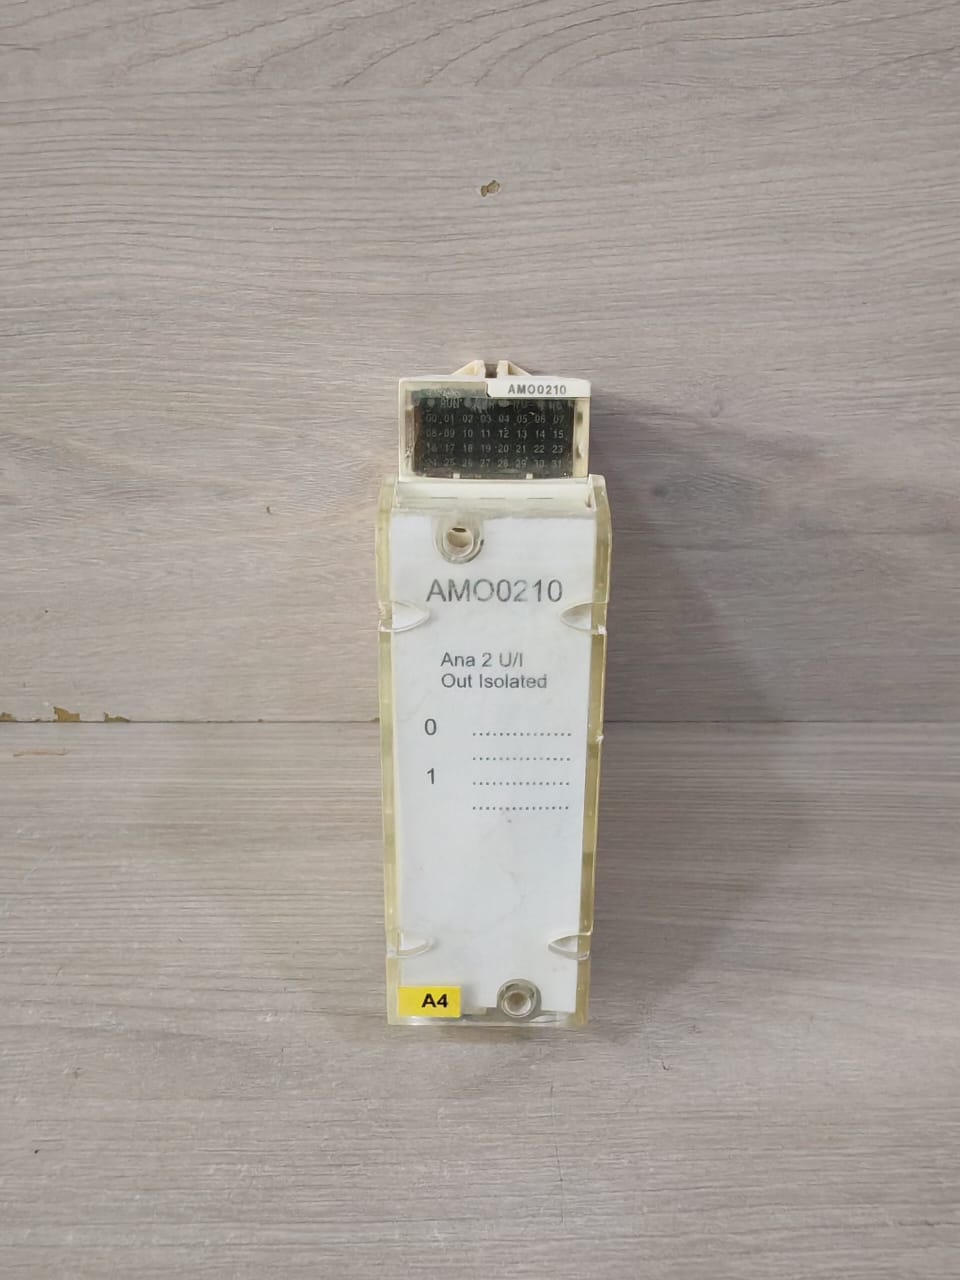 AMO0210
RUN
00 01 02 03 04 05 06 07
08 09 10 11 12 13 14 15
16 17 18 19 20 21 22 23
25 26 27 28 29 30 31
AMO0210
Ana 2 U/I
Out Isolated
0 ...............
...............
1 ...............
...............
A4